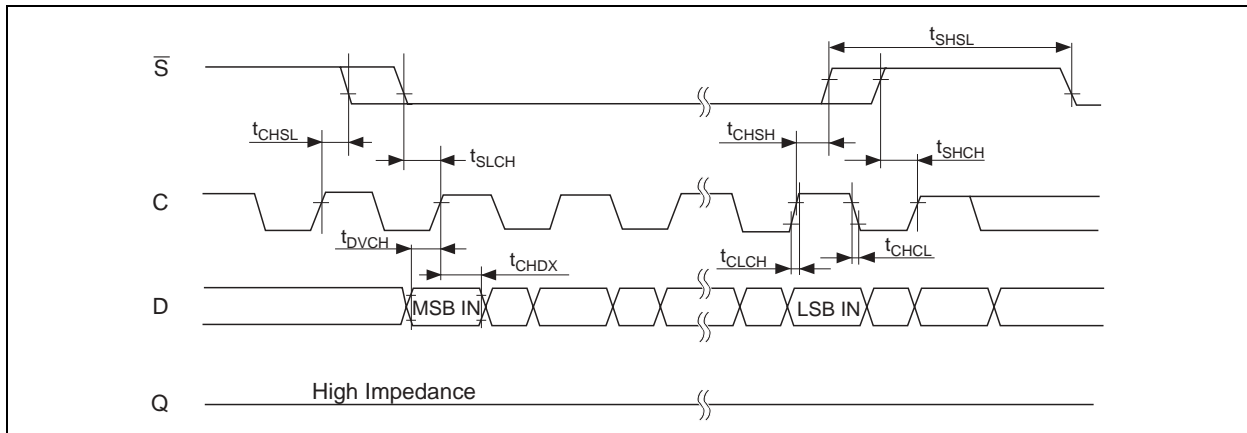 S̅
tSHSL
tCHSL
tSLCH
tCHSH
tSHCH
C
tDVCH
tCHDX
tCLCH
tCHCL
D
MSB IN
LSB IN
Q
High Impedance